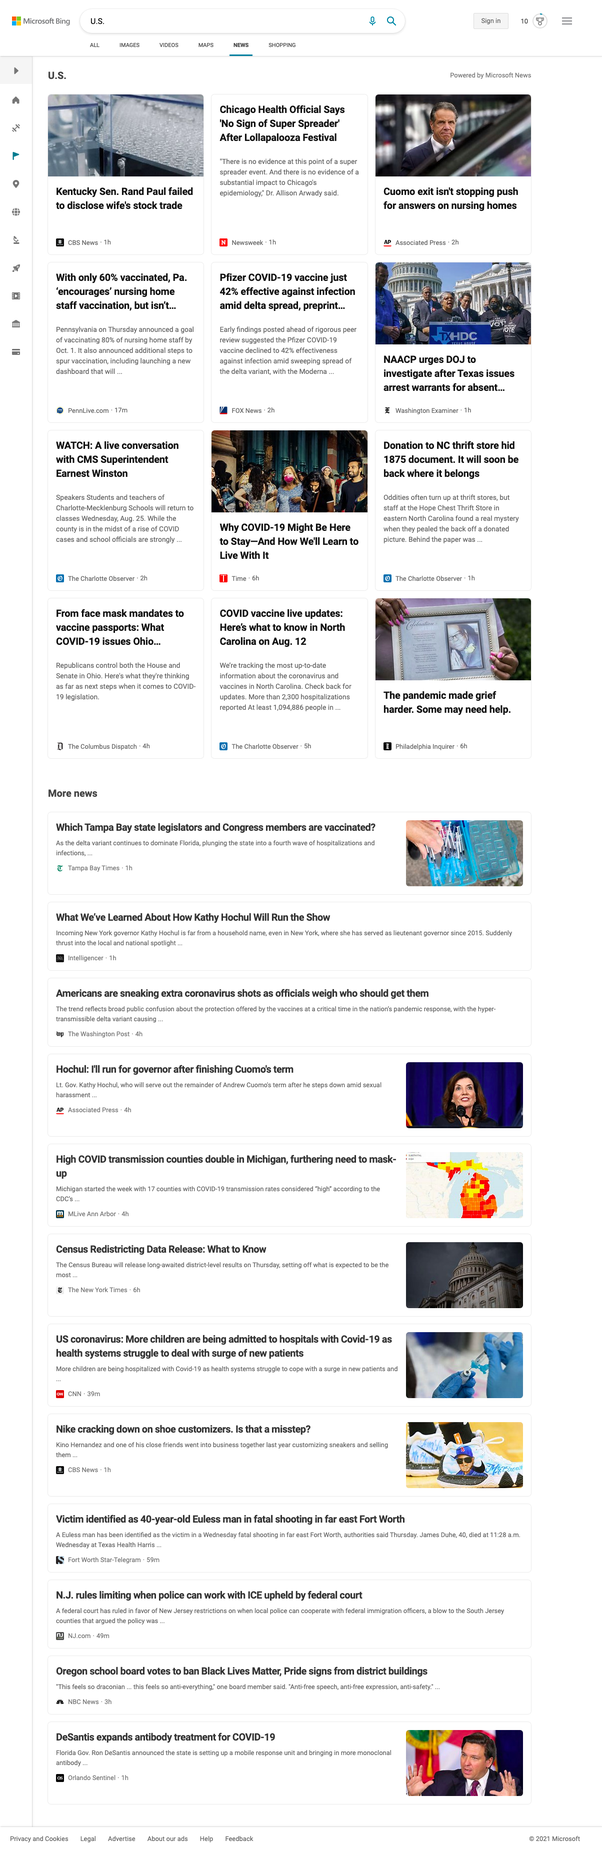 Microsoft Bing
U.S.
Sign in
10
ALL
IMAGES
VIDEOS
MAPS
NEWS
SHOPPING
U.S.
Powered by Microsoft News
Kentucky Sen. Rand Paul failed
to disclose wife's stock trade
CBS News · 1h
Chicago Health Official Says
'No Sign of Super Spreader'
After Lollapalooza Festival
"There is no evidence at this point of a super
spreader event. And there is no evidence of a
substantial impact to Chicago's
epidemiology," Dr. Allison Arwady said.
Newsweek · 1h
Cuomo exit isn't stopping push
for answers on nursing homes
AP
Associated Press · 2h
With only 60% vaccinated, Pa.
'encourages' nursing home
staff vaccination, but isn't...
Pennsylvania on Thursday announced a goal
of vaccinating 80% of nursing home staff by
Oct. 1. It also announced additional steps to
spur vaccination, including launching a new
dashboard that will ...
PennLive.com · 17m
Pfizer COVID-19 vaccine just
42% effective against infection
amid delta spread, preprint...
Early findings posted ahead of rigorous peer
review suggested the Pfizer COVID-19
vaccine declined to 42% effectiveness
against infection amid sweeping spread of
the delta variant, with the Moderna ...
FOX News · 2h
HDC
NAACP urges DOJ to
investigate after Texas issues
arrest warrants for absent...
Washington Examiner · 1h
WATCH: A live conversation
with CMS Superintendent
Earnest Winston
Speakers Students and teachers of
Charlotte-Mecklenburg Schools will return to
classes Wednesday, Aug. 25. While the
county is in the midst of a rise of COVID
cases and school officials are strongly ...
The Charlotte Observer · 2h
Why COVID-19 Might Be Here
to Stay—And How We'll Learn to
Live With It
Time · 6h
Donation to NC thrift store hid
1875 document. It will soon be
back where it belongs
Oddities often turn up at thrift stores, but
staff at the Hope Chest Thrift Store in
eastern North Carolina found a real mystery
when they pealed the back off a donated
picture. Behind the paper was ...
The Charlotte Observer · 1h
From face mask mandates to
vaccine passports: What
COVID-19 issues Ohio...
Republicans control both the House and
Senate in Ohio. Here's what they're thinking
as far as next steps when it comes to COVID-
19 legislation.
The Columbus Dispatch · 4h
COVID vaccine live updates:
Here's what to know in North
Carolina on Aug. 12
We're tracking the most up-to-date
information about the coronavirus and
vaccines in North Carolina. Check back for
updates. More than 2,300 hospitalizations
reported At least 1,094,886 people in ...
The Charlotte Observer · 5h
The pandemic made grief
harder. Some may need help.
Philadelphia Inquirer · 6h
More news
Which Tampa Bay state legislators and Congress members are vaccinated?
As the delta variant continues to dominate Florida, plunging the state into a fourth wave of hospitalizations and
infections, ...
Tampa Bay Times · 1h
What We've Learned About How Kathy Hochul Will Run the Show
Incoming New York governor Kathy Hochul is far from a household name, even in New York, where she has served as lieutenant governor since 2015. Suddenly
thrust into the local and national spotlight ...
Intelligencer · 1h
Americans are sneaking extra coronavirus shots as officials weigh who should get them
The trend reflects broad public confusion about the protection offered by the vaccines at a critical time in the nation's pandemic response, with the hyper-
transmissible delta variant causing ...
wp
The Washington Post · 4h
Hochul: I'll run for governor after finishing Cuomo's term
Lt. Gov. Kathy Hochul, who will serve out the remainder of Andrew Cuomo's term after he steps down amid sexual
harassment ...
AP
Associated Press · 4h
High COVID transmission counties double in Michigan, furthering need to mask-
up
Michigan started the week with 17 counties with COVID-19 transmission rates considered "high" according to the
CDC's ...
MLive Ann Arbor · 4h
Census Redistricting Data Release: What to Know
The Census Bureau will release long-awaited district-level results on Thursday, setting off what is expected to be the
most ...
The New York Times · 6h
US coronavirus: More children are being admitted to hospitals with Covid-19 as
health systems struggle to deal with surge of new patients
More children are being hospitalized with Covid-19 as health systems struggle to cope with a surge in new patients and
...
CNN
CNN · 39m
Nike cracking down on shoe customizers. Is that a misstep?
Kino Hernandez and one of his close friends went into business together last year customizing sneakers and selling
them ...
CBS News · 1h
Victim identified as 40-year-old Euless man in fatal shooting in far east Fort Worth
A Euless man has been identified as the victim in a Wednesday fatal shooting in far east Fort Worth, authorities said Thursday. James Duhe, 40, died at 11:28 a.m.
Wednesday at Texas Health Harris ...
Fort Worth Star-Telegram · 59m
N.J. rules limiting when police can work with ICE upheld by federal court
A federal court has ruled in favor of New Jersey restrictions on when local police can cooperate with federal immigration officers, a blow to the South Jersey
counties that argued the policy was ...
NJ.com · 49m
Oregon school board votes to ban Black Lives Matter, Pride signs from district buildings
"This feels so draconian ... this feels so anti-everything," one board member said. "Anti-free speech, anti-free expression, anti-safety." ...
NBC News · 3h
DeSantis expands antibody treatment for COVID-19
Florida Gov. Ron DeSantis announced the state is setting up a mobile response unit and bringing in more monoclonal
antibody ...
OS
Orlando Sentinel · 1h
Privacy and Cookies
Legal
Advertise
About our ads
Help
Feedback
© 2021 Microsoft